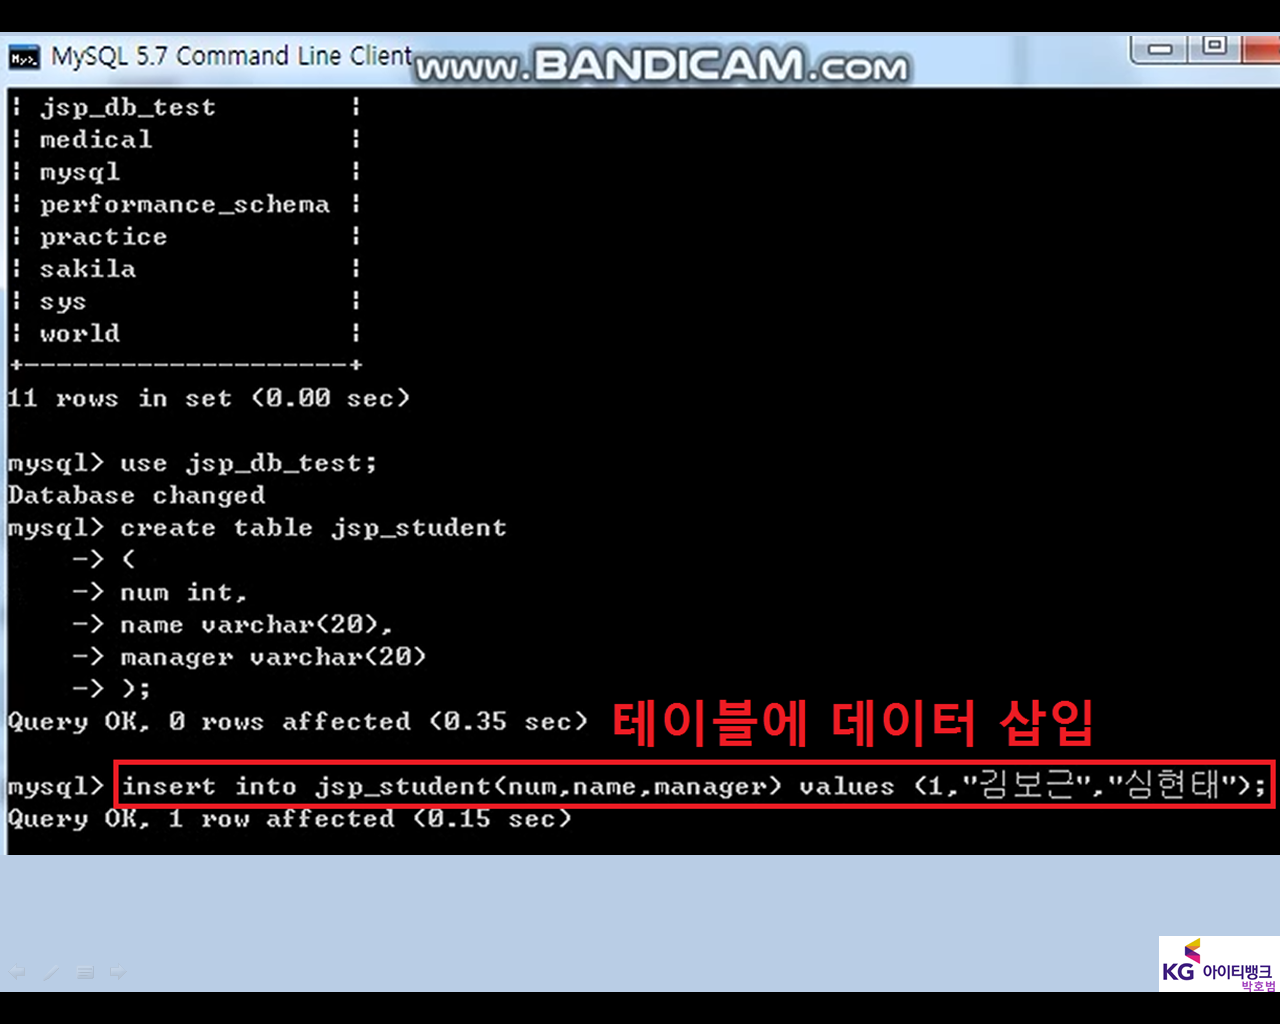 MySQL 5.7 Command Line Client
www.BANDICAM.com
| jsp_db_test |
| medical |
| mysql |
| performance_schema |
| practice |
| sakila |
| sys |
| world |
+--------------------+
11 rows in set (0.00 sec)
mysql> use jsp_db_test;
Database changed
mysql> create table jsp_student
-> (
-> num int,
-> name varchar(20),
-> manager varchar(20)
-> );
Query OK, 0 rows affected (0.35 sec)
테이블에 데이터 삽입
mysql> insert into jsp_student(num,name,manager) values (1,"김보근","심현태");
Query OK, 1 row affected (0.15 sec)
KG 아이티뱅크
박호범